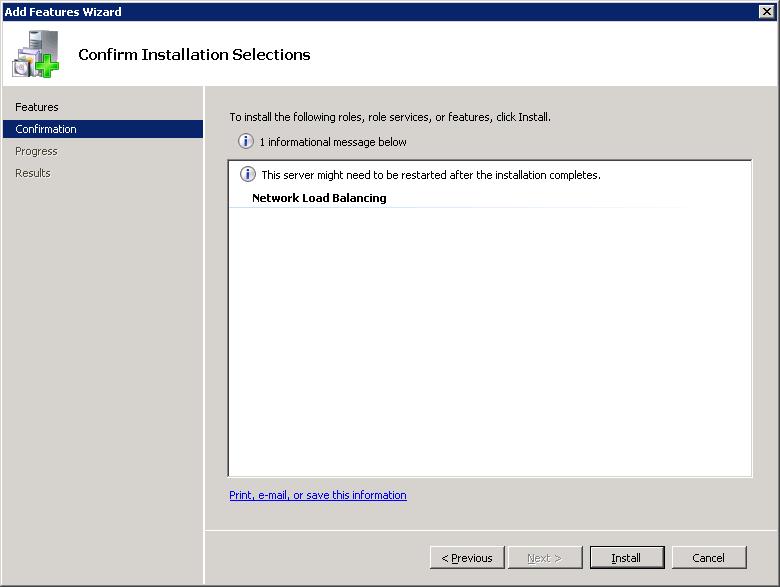 Add Features Wizard
Confirm Installation Selections
Features
Confirmation
Progress
Results
To install the following roles, role services, or features, click Install.
1 informational message below
This server might need to be restarted after the installation completes.
Network Load Balancing
Print, e-mail, or save this information
< Previous
Next >
Install
Cancel